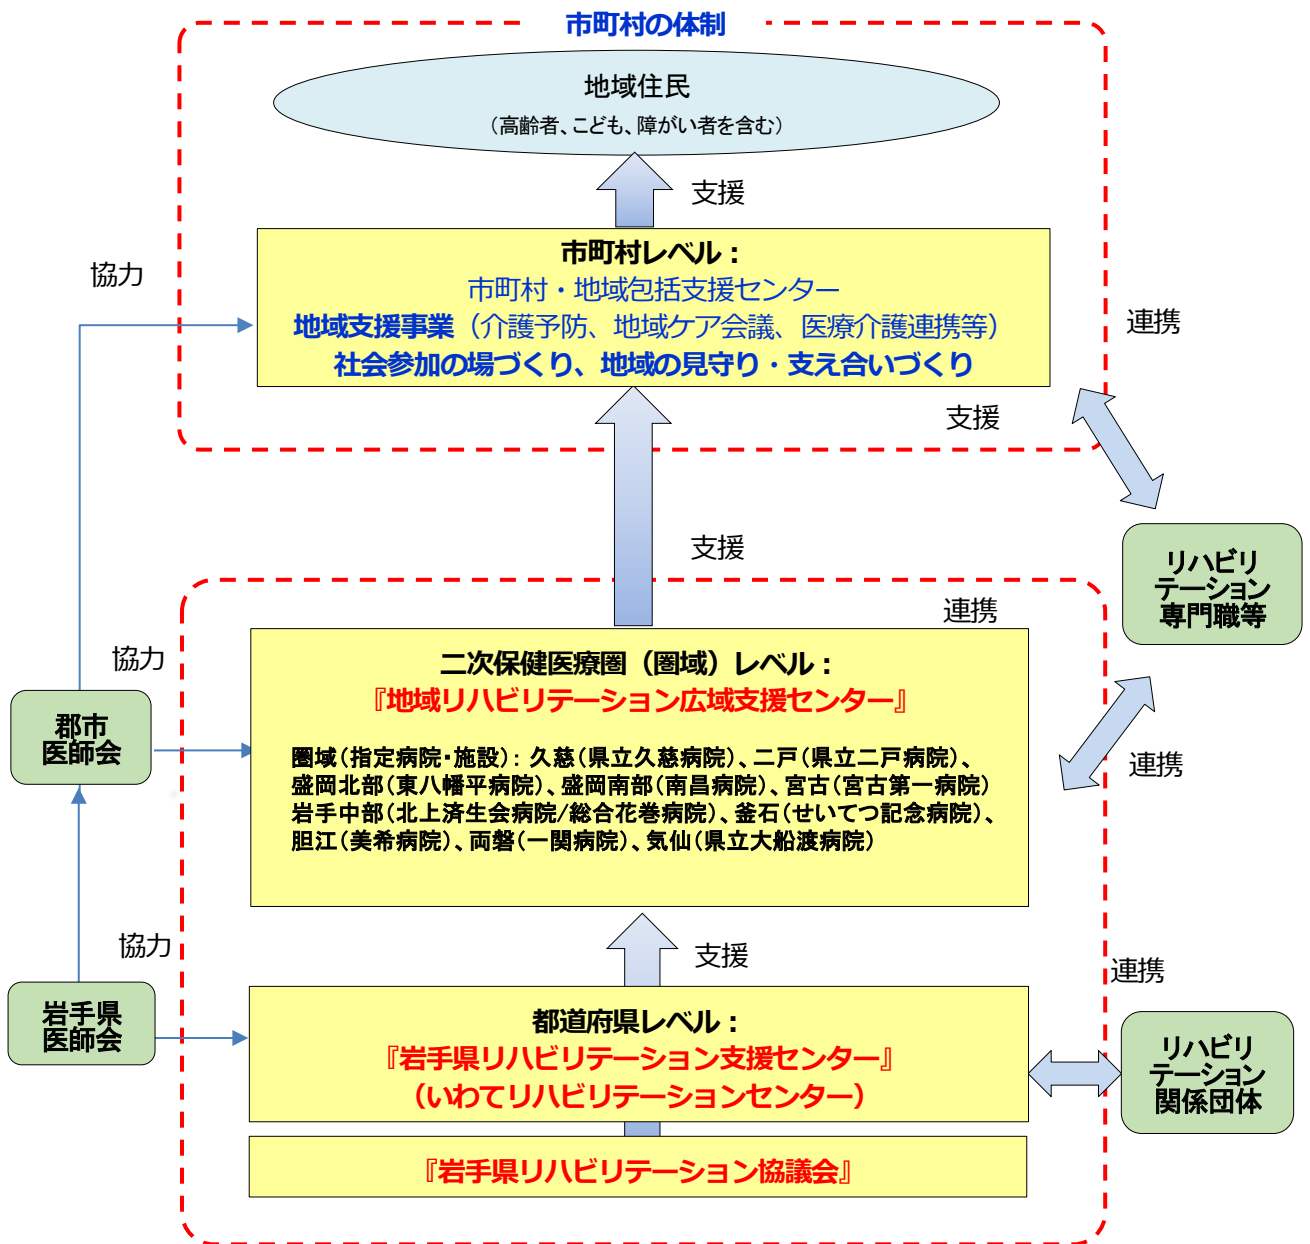 市町村の体制
地域住民
（高齢者、こども、障がい者を含む）
支援
市町村レベル：
市町村・地域包括支援センター
地域支援事業（介護予防、地域ケア会議、医療介護連携等）
社会参加の場づくり、地域の見守り・支え合いづくり
協力
連携
支援
支援
リハビリ
テーション
専門職等
連携
二次保健医療圏（圏域）レベル：
『地域リハビリテーション広域支援センター』
圏域（指定病院・施設）：久慈（県立久慈病院）、二戸（県立二戸病院）、
盛岡北部（東八幡平病院）、盛岡南部（南昌病院）、宮古（宮古第一病院）
岩手中部（北上済生会病院/総合花巻病院）、釜石（せいてつ記念病院）、
胆江（美希病院）、両磐（一関病院）、気仙（県立大船渡病院）
協力
郡市
医師会
連携
協力
支援
連携
岩手県
医師会
都道府県レベル：
『岩手県リハビリテーション支援センター』
（いわてリハビリテーションセンター）
リハビリ
テーション
関係団体
『岩手県リハビリテーション協議会』